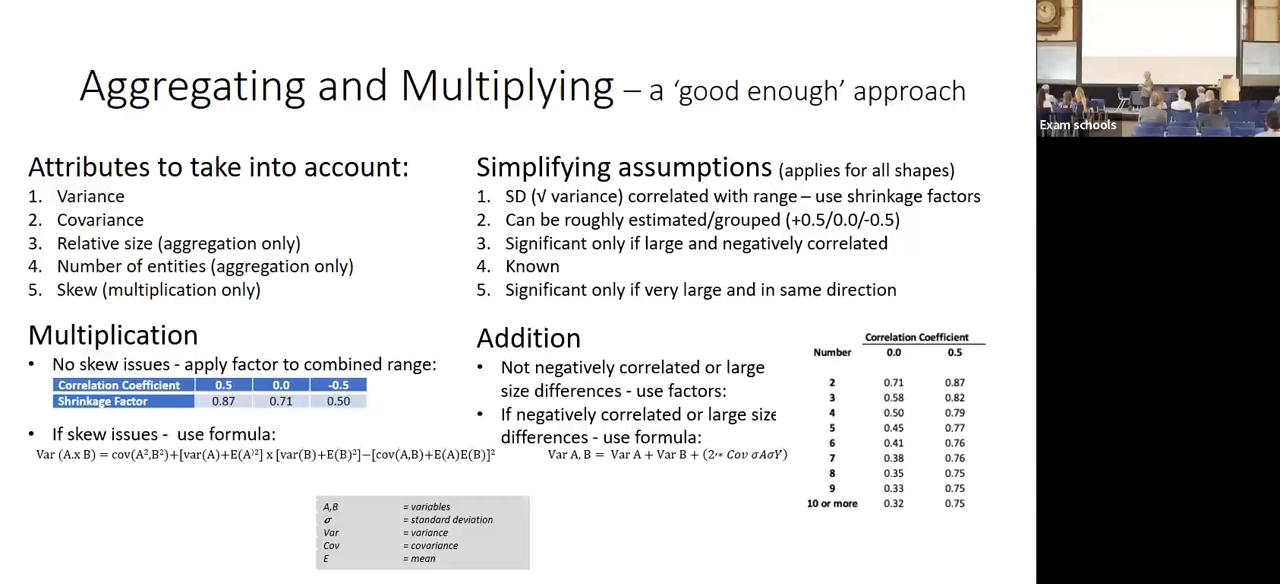 Aggregating and Multiplying – a ‘good enough’ approach
Attributes to take into account:
1. Variance
2. Covariance
3. Relative size (aggregation only)
4. Number of entities (aggregation only)
5. Skew (multiplication only)
Simplifying assumptions (applies for all shapes)
1. SD (√ variance) correlated with range – use shrinkage factors
2. Can be roughly estimated/grouped (+0.5/0.0/-0.5)
3. Significant only if large and negatively correlated
4. Known
5. Significant only if very large and in same direction
Multiplication
• No skew issues - apply factor to combined range:
Correlation Coefficient 0.5 0.0 -0.5
Shrinkage Factor 0.87 0.71 0.50
• If skew issues - use formula:
Var (A.x B) = cov(A²,B²)+[var(A)+E(A)²] x [var(B)+E(B)²]−[cov(A,B)+E(A)E(B)]²
Addition
• Not negatively correlated or large
size differences - use factors:
• If negatively correlated or large size
differences - use formula:
Var A, B = Var A + Var B + (2* Cov σAσY)
Correlation Coefficient
Number 0.0 0.5
2 0.71 0.87
3 0.58 0.82
4 0.50 0.79
5 0.45 0.77
6 0.41 0.76
7 0.38 0.76
8 0.35 0.75
9 0.33 0.75
10 or more 0.32 0.75
A,B = variables
σ = standard deviation
Var = variance
Cov = covariance
E = mean
Exam schools